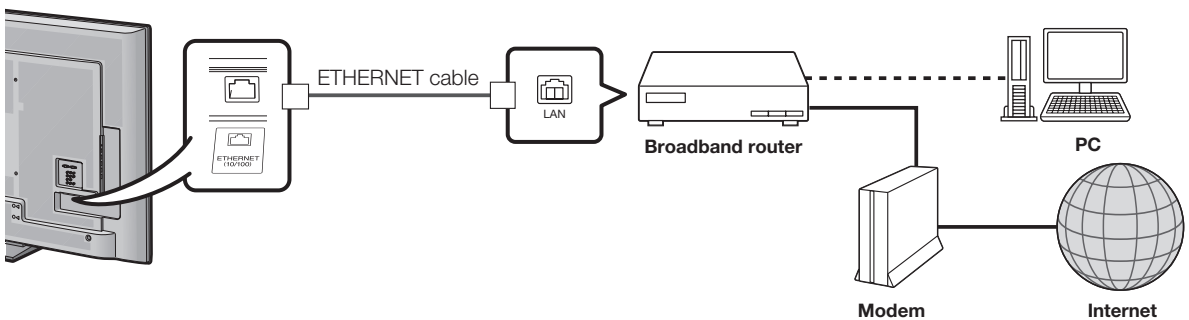 ETHERNET cable
ETHERNET
(10/100)
LAN
Broadband router
PC
Modem
Internet